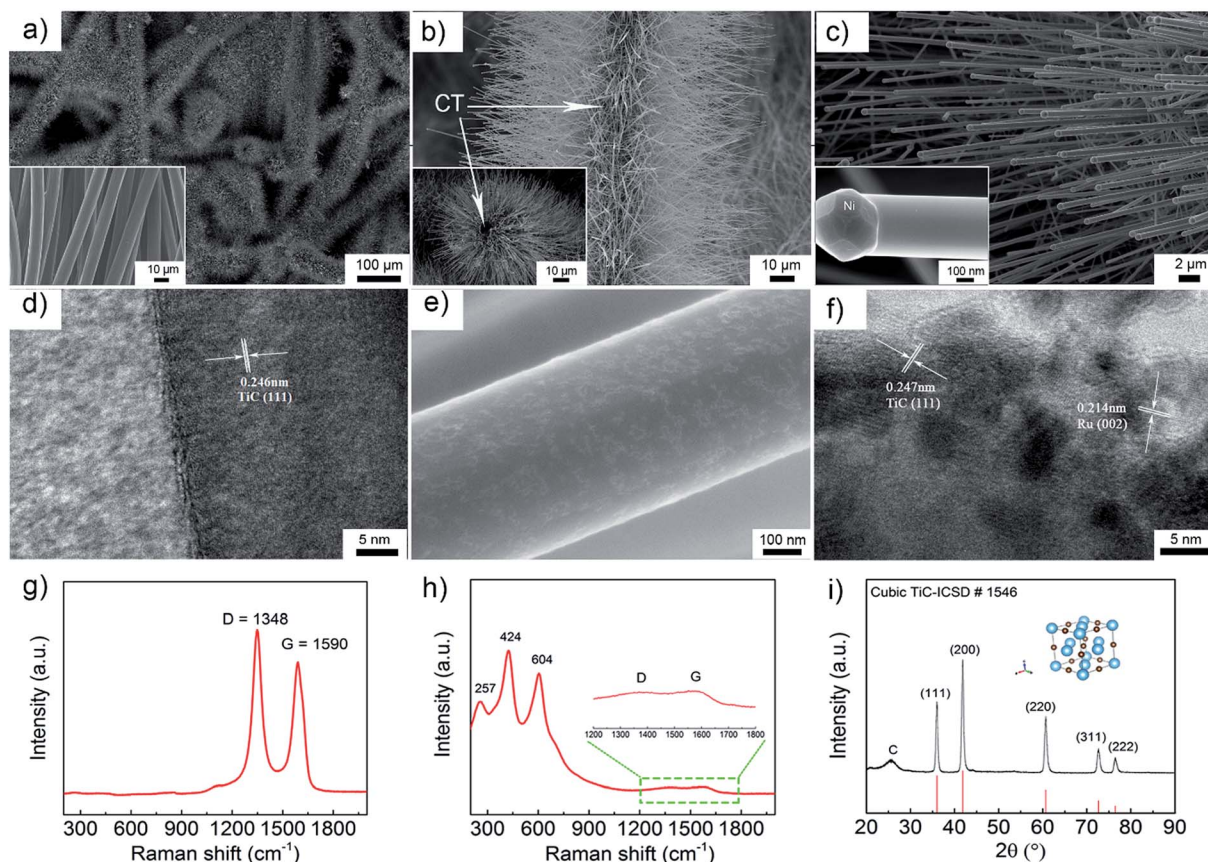 a)
10 μm
100 μm
b)
CT
10 μm
10 μm
c)
Ni
100 nm
2 μm
d)
0.246nm
TiC (111)
5 nm
e)
100 nm
f)
0.247nm
TiC (111)
0.214nm
Ru (002)
5 nm
g)
D = 1348
G = 1590
Intensity (a.u.)
200 600 900 1200 1500 1800
Raman shift (cm⁻¹)
h)
424
604
257
D
G
1200 1300 1400 1500 1600 1700 1800
Intensity (a.u.)
300 600 900 1200 1500 1800
Raman shift (cm⁻¹)
i)
Cubic TiC-ICSD # 1546
(200)
(111)
(220)
(311)
(222)
C
Intensity (a.u.)
20 30 40 50 60 70 80 90
2θ (°)